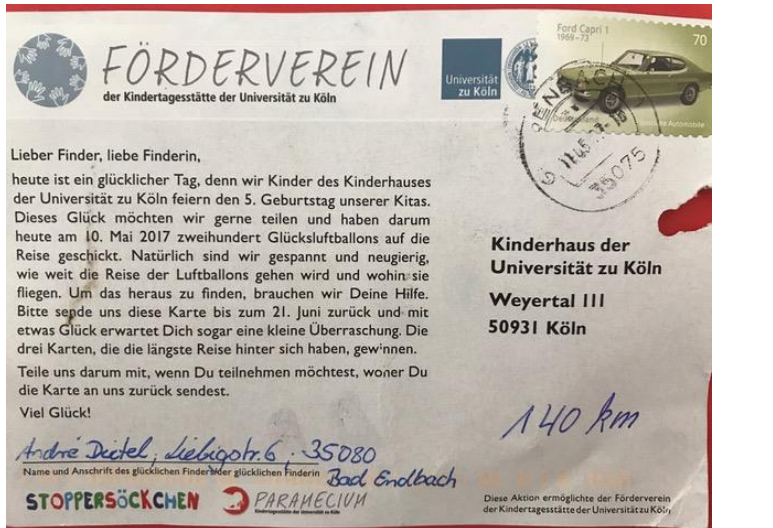 FÖRDERVEREIN
der Kindertagesstätte der Universität zu Köln
Universität
zu Köln
Ford Capri 1
1969–73
70
Deutschland
35075
Lieber Finder, liebe Finderin,
heute ist ein glücklicher Tag, denn wir Kinder des Kinderhauses
der Universität zu Köln feiern den 5. Geburtstag unserer Kitas.
Dieses Glück möchten wir gerne teilen und haben darum
heute am 10. Mai 2017 zweihundert Glücksluftballons auf die
Reise geschickt. Natürlich sind wir gespannt und neugierig,
wie weit die Reise der Luftballons gehen wird und wohin sie
fliegen. Um das heraus zu finden, brauchen wir Deine Hilfe.
Bitte sende uns diese Karte bis zum 21. Juni zurück und mit
etwas Glück erwartet Dich sogar eine kleine Überraschung. Die
drei Karten, die die längste Reise hinter sich haben, gewinnen.
Teile uns darum mit, wenn Du teilnehmen möchtest, woher Du
die Karte an uns zurück sendest.
Viel Glück!
Kinderhaus der
Universität zu Köln
Weyertal 111
50931 Köln
140 km
André Dietel, Liebigstr. 6, 35080
Bad Endbach
Name und Anschrift des glücklichen Finders/der glücklichen Finderin
STOPPERSÖCKCHEN
PARAMECIUM
Kindertagesstätte der Universität zu Köln
Diese Aktion ermöglichte der Förderverein
der Kindertagesstätte der Universität zu Köln